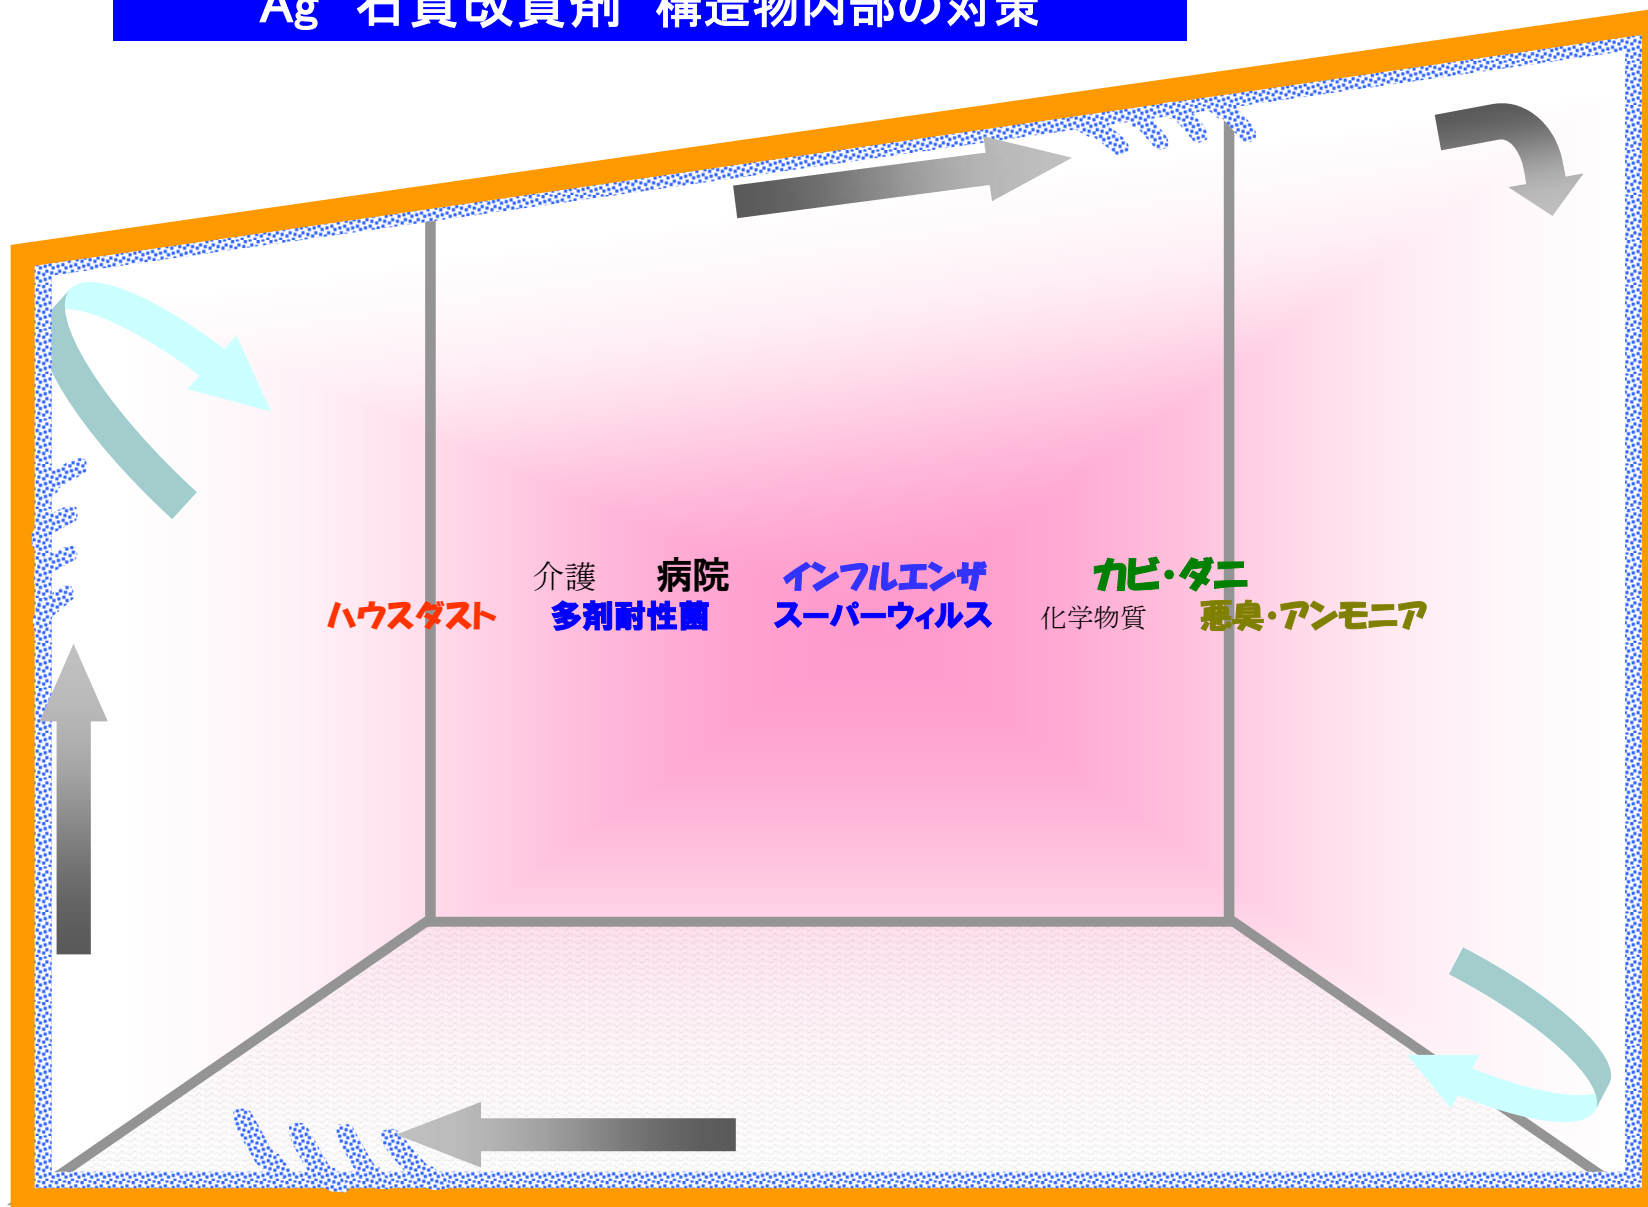 Ag 石質改質剤 構造物内部の対策
介護 病院 インフルエンザ カビ・ダニ
ハウスダスト 多剤耐性菌 スーパーウィルス 化学物質 悪臭・アンモニア